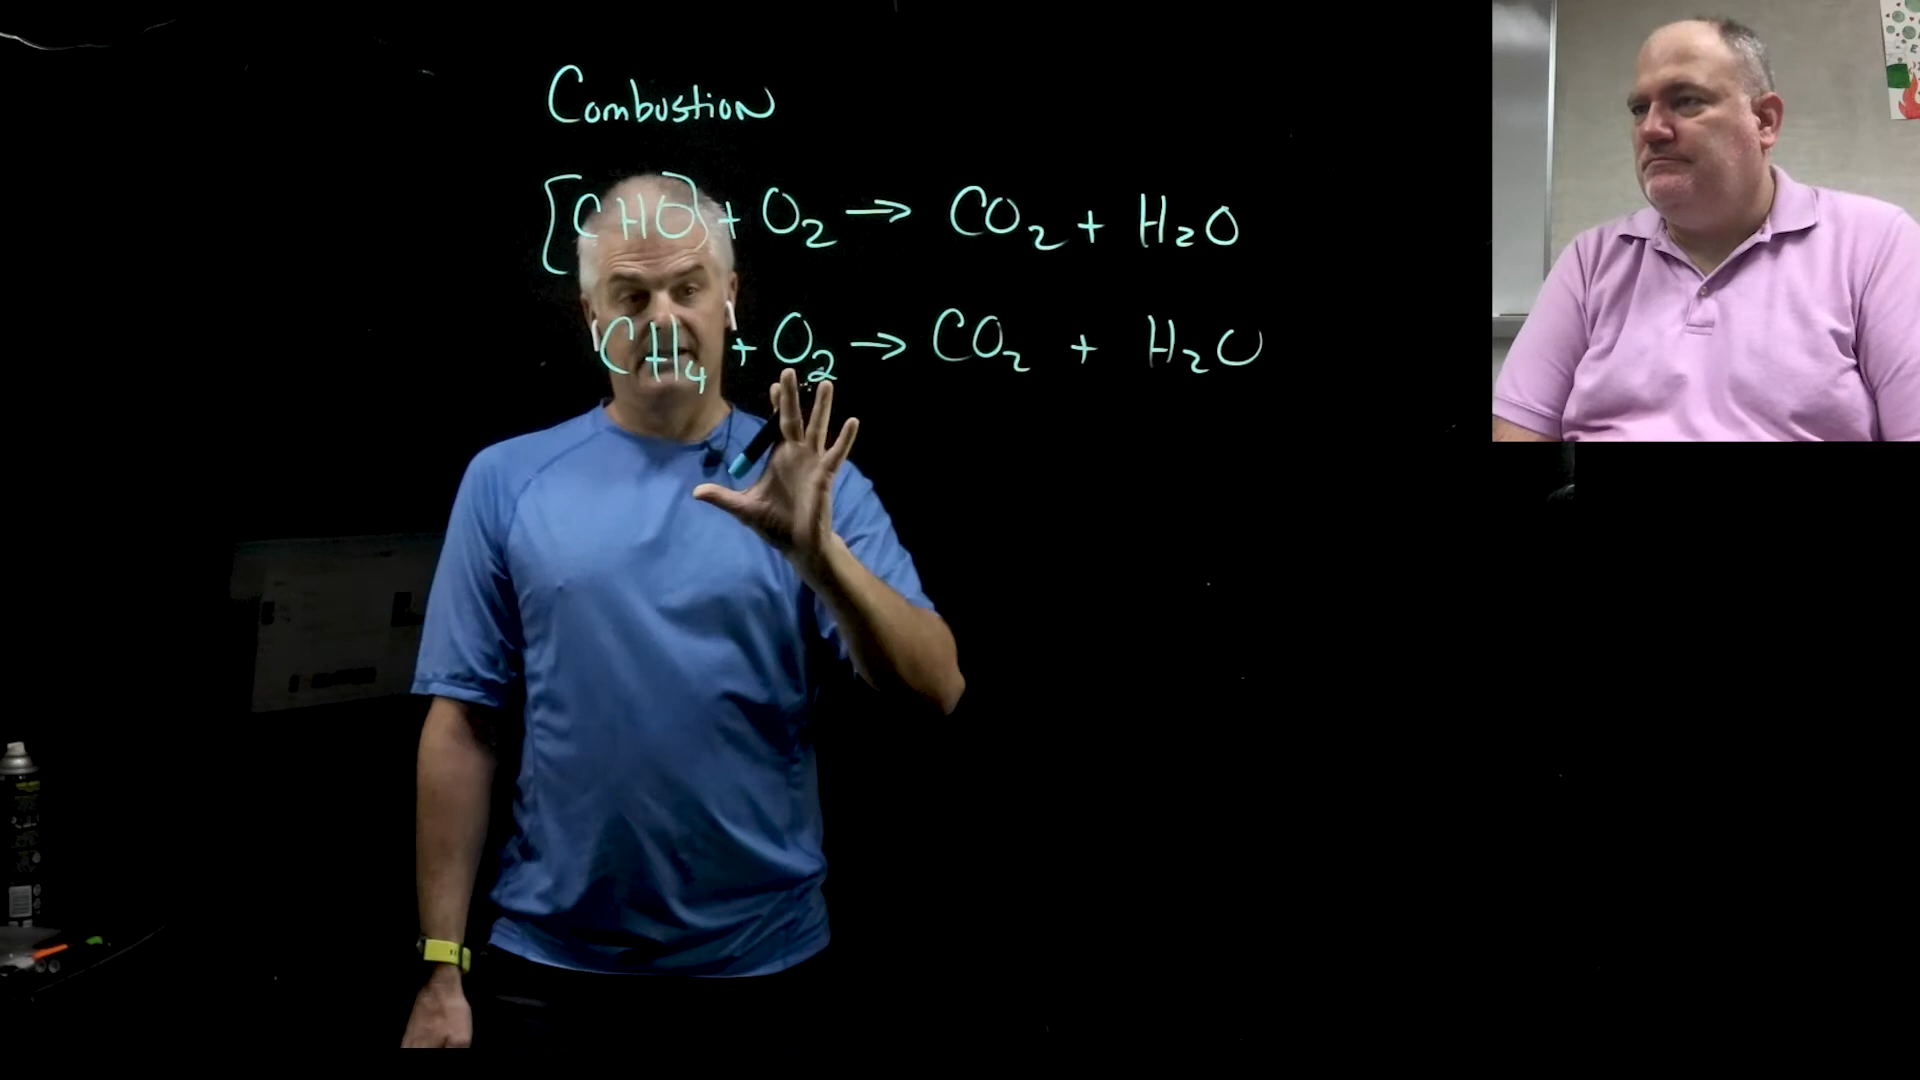 Combustion
[CHO] + O₂ → CO₂ + H₂O
CH₄ + O₂ → CO₂ + H₂O